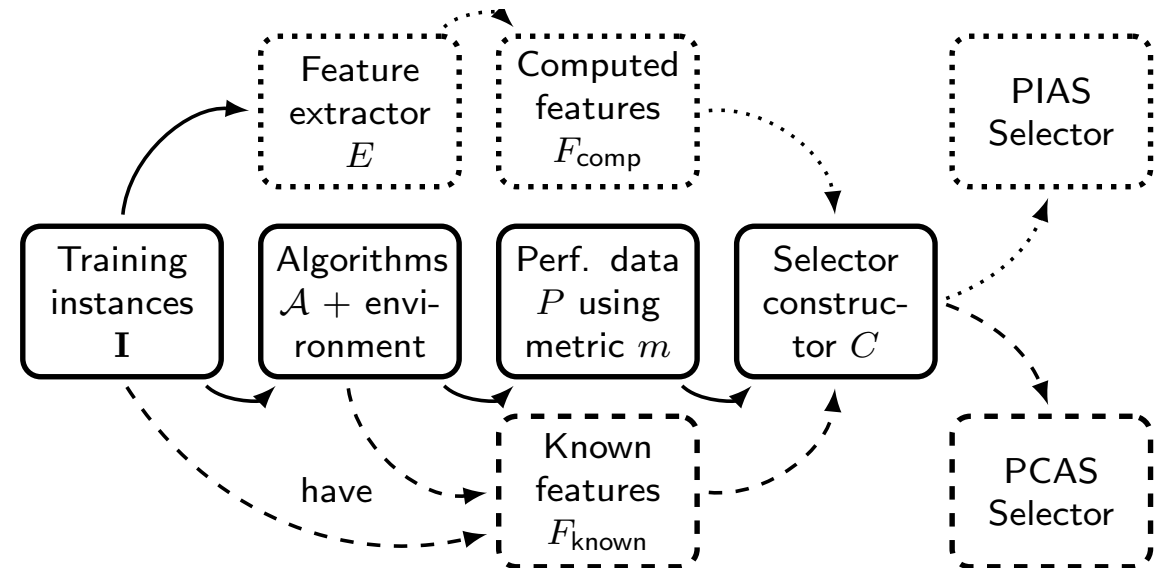 Feature
extractor
E
Computed
features
F_comp
PIAS
Selector
Training
instances
I
Algorithms
𝒜 + envi-
ronment
Perf. data
P using
metric m
Selector
construc-
tor C
have
Known
features
F_known
PCAS
Selector